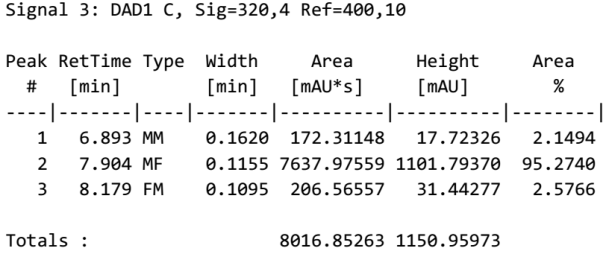 Signal 3: DAD1 C, Sig=320,4 Ref=400,10
Peak RetTime Type  Width     Area      Height     Area
  #   [min]        [min]   [mAU*s]     [mAU]        %
----|-------|----|-------|----------|----------|--------|
   1   6.893 MM    0.1620  172.31148   17.72326   2.1494
   2   7.904 MF    0.1155 7637.97559 1101.79370  95.2740
   3   8.179 FM    0.1095  206.56557   31.44277   2.5766
Totals :                  8016.85263 1150.95973